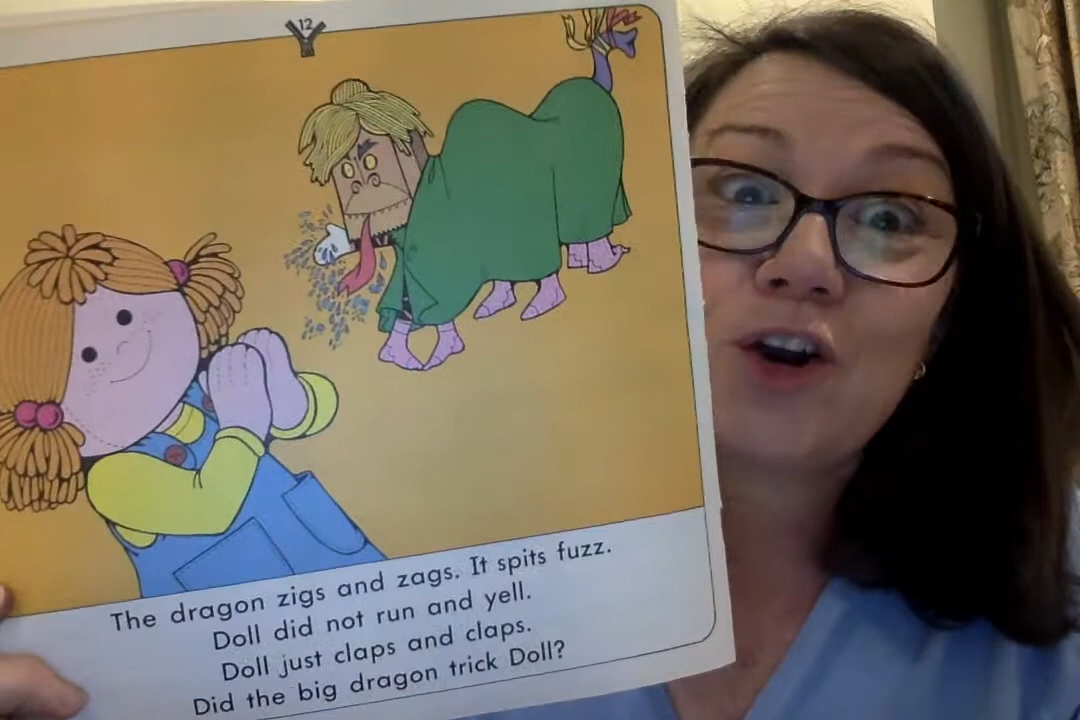 12
The dragon zigs and zags. It spits fuzz.
Doll did not run and yell.
Doll just claps and claps.
Did the big dragon trick Doll?